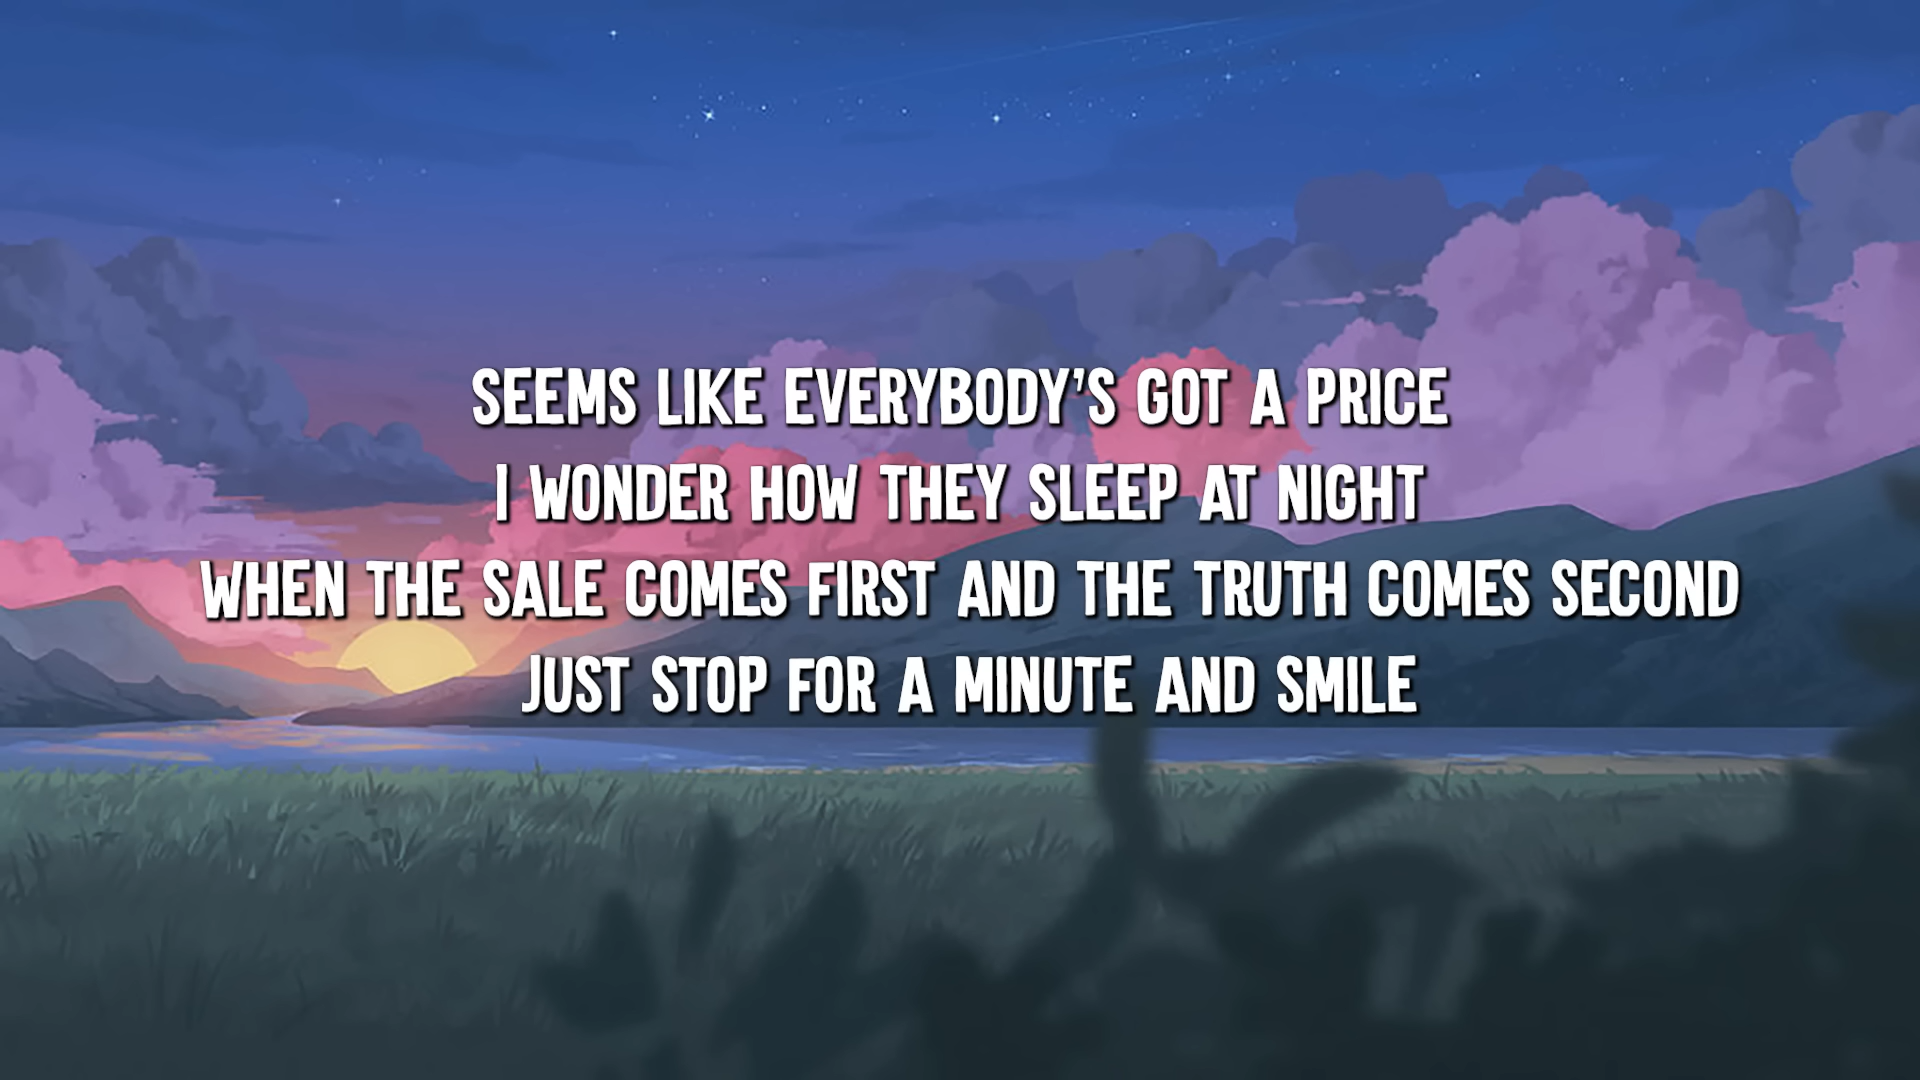 SEEMS LIKE EVERYBODY'S GOT A PRICE
I WONDER HOW THEY SLEEP AT NIGHT
WHEN THE SALE COMES FIRST AND THE TRUTH COMES SECOND
JUST STOP FOR A MINUTE AND SMILE